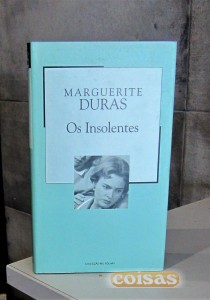 MARGUERITE
DURAS
Os Insolentes
coisas